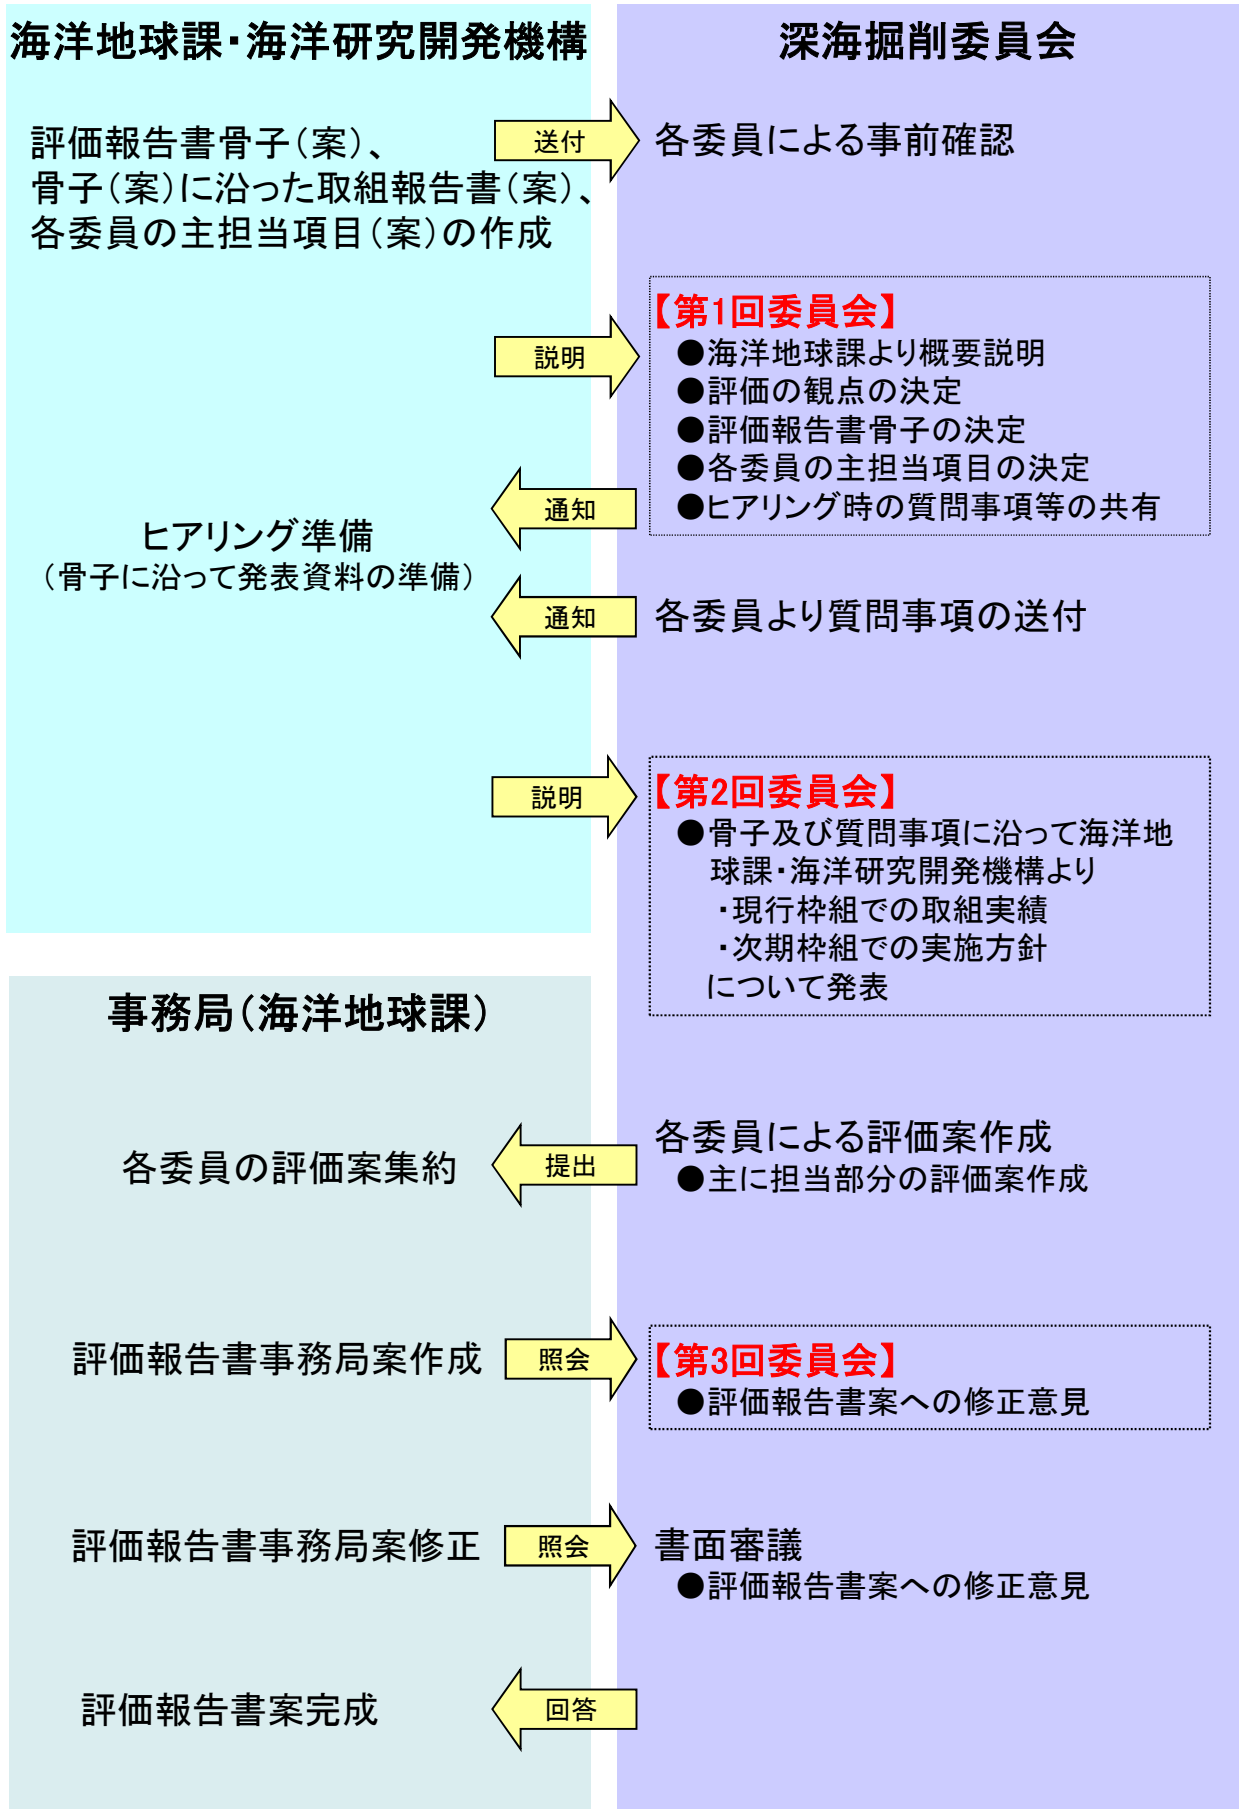 海洋地球課・海洋研究開発機構
深海掘削委員会
評価報告書骨子（案）、
骨子（案）に沿った取組報告書（案）、
各委員の主担当項目（案）の作成
送付
各委員による事前確認
説明
【第1回委員会】
●海洋地球課より概要説明
●評価の観点の決定
●評価報告書骨子の決定
●各委員の主担当項目の決定
●ヒアリング時の質問事項等の共有
通知
ヒアリング準備
（骨子に沿って発表資料の準備）
通知
各委員より質問事項の送付
説明
【第2回委員会】
●骨子及び質問事項に沿って海洋地
球課・海洋研究開発機構より
・現行枠組での取組実績
・次期枠組での実施方針
について発表
事務局（海洋地球課）
各委員の評価案集約
提出
各委員による評価案作成
●主に担当部分の評価案作成
評価報告書事務局案作成
照会
【第3回委員会】
●評価報告書案への修正意見
評価報告書事務局案修正
照会
書面審議
●評価報告書案への修正意見
評価報告書案完成
回答